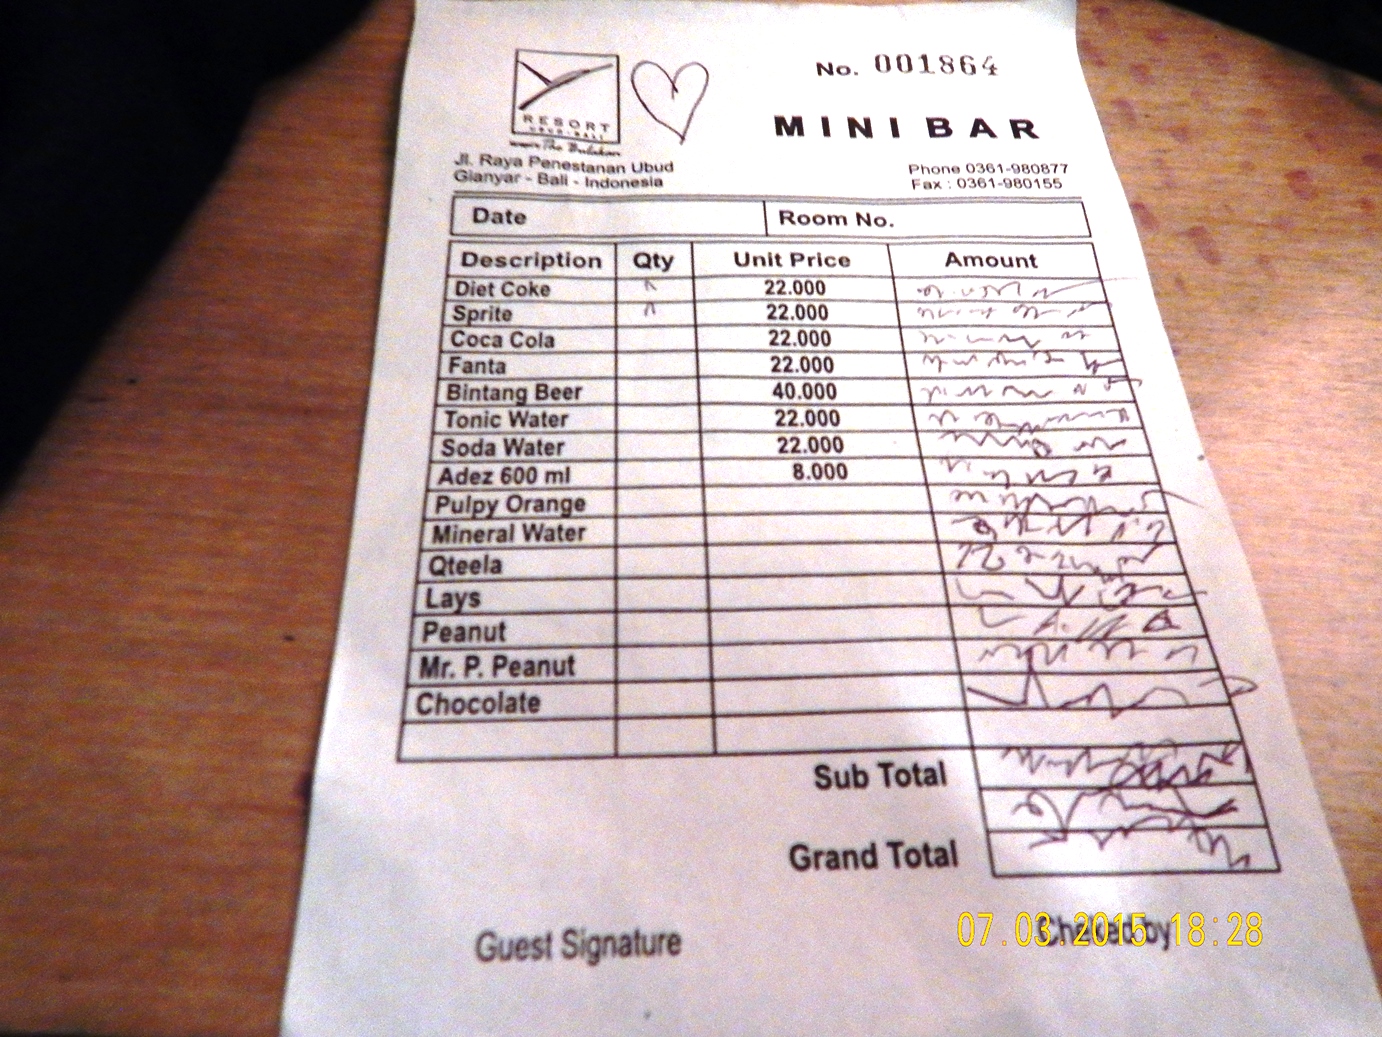 No. 001864
RESORT
UBUD - BALI
MINI BAR
Jl. Raya Penestanan Ubud
Gianyar - Bali - Indonesia
Phone 0361-980877
Fax : 0361-980155
Date Room No.
Description Qty Unit Price Amount
Diet Coke 22.000
Sprite 22.000
Coca Cola 22.000
Fanta 22.000
Bintang Beer 40.000
Tonic Water 22.000
Soda Water 22.000
Adez 600 ml 8.000
Pulpy Orange
Mineral Water
Qteela
Lays
Peanut
Mr. P. Peanut
Chocolate
Sub Total
Grand Total
Guest Signature Checked by
07.03.2015 18:28